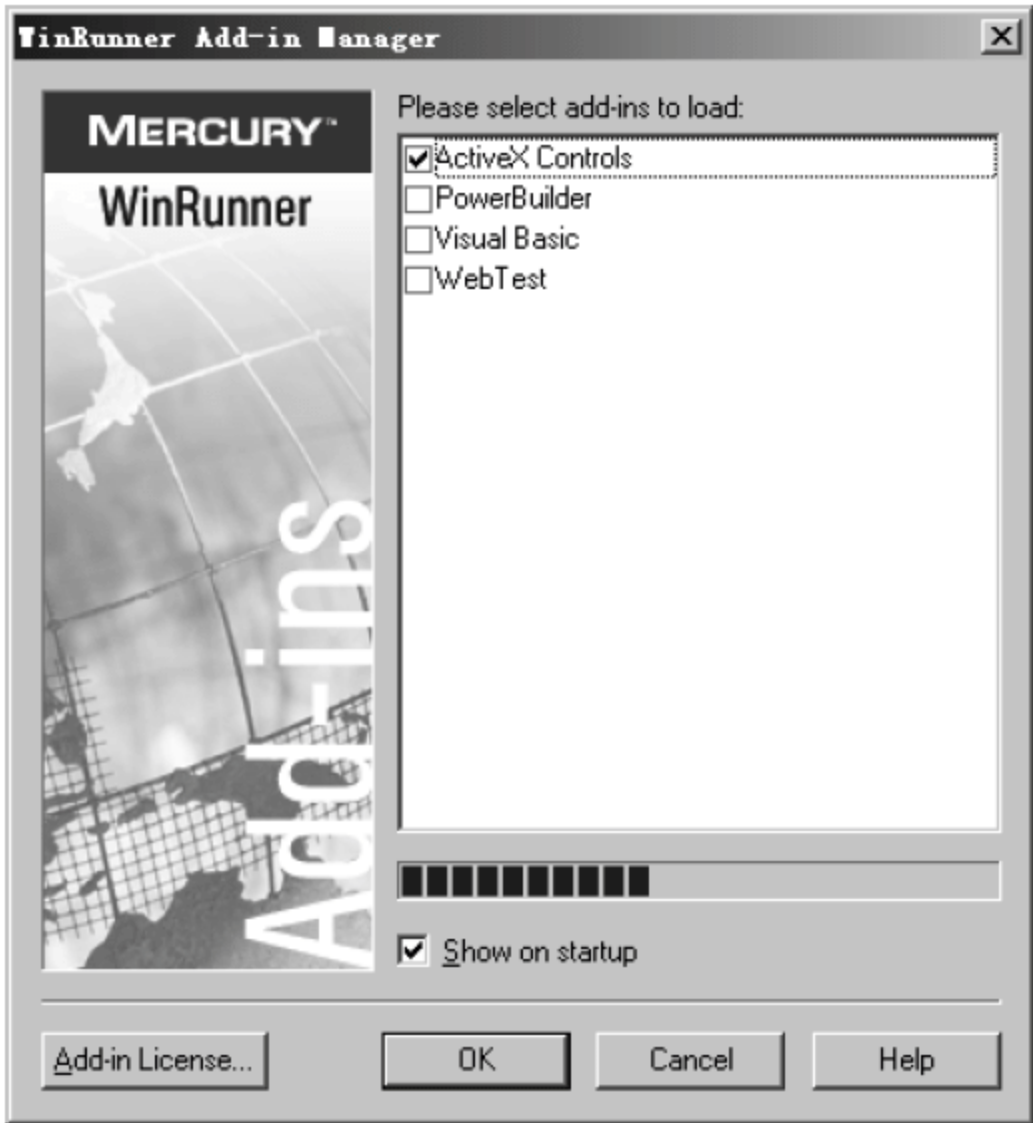 WinRunner Add-in Manager
MERCURY™
WinRunner
Add-ins
Please select add-ins to load:
ActiveX Controls
PowerBuilder
Visual Basic
WebTest
Show on startup
Add-in License...
OK
Cancel
Help